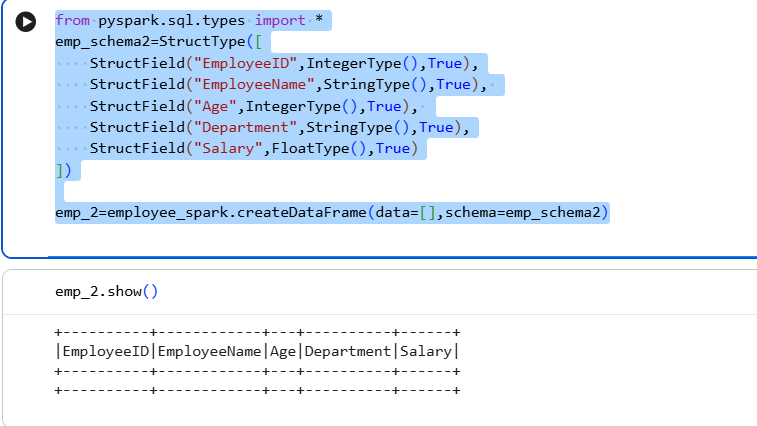 from pyspark.sql.types import *
emp_schema2=StructType([
    StructField("EmployeeID",IntegerType(),True),
    StructField("EmployeeName",StringType(),True),
    StructField("Age",IntegerType(),True),
    StructField("Department",StringType(),True),
    StructField("Salary",FloatType(),True)
])
emp_2=employee_spark.createDataFrame(data=[],schema=emp_schema2)
emp_2.show()
+----------+------------+---+----------+------+
|EmployeeID|EmployeeName|Age|Department|Salary|
+----------+------------+---+----------+------+
+----------+------------+---+----------+------+